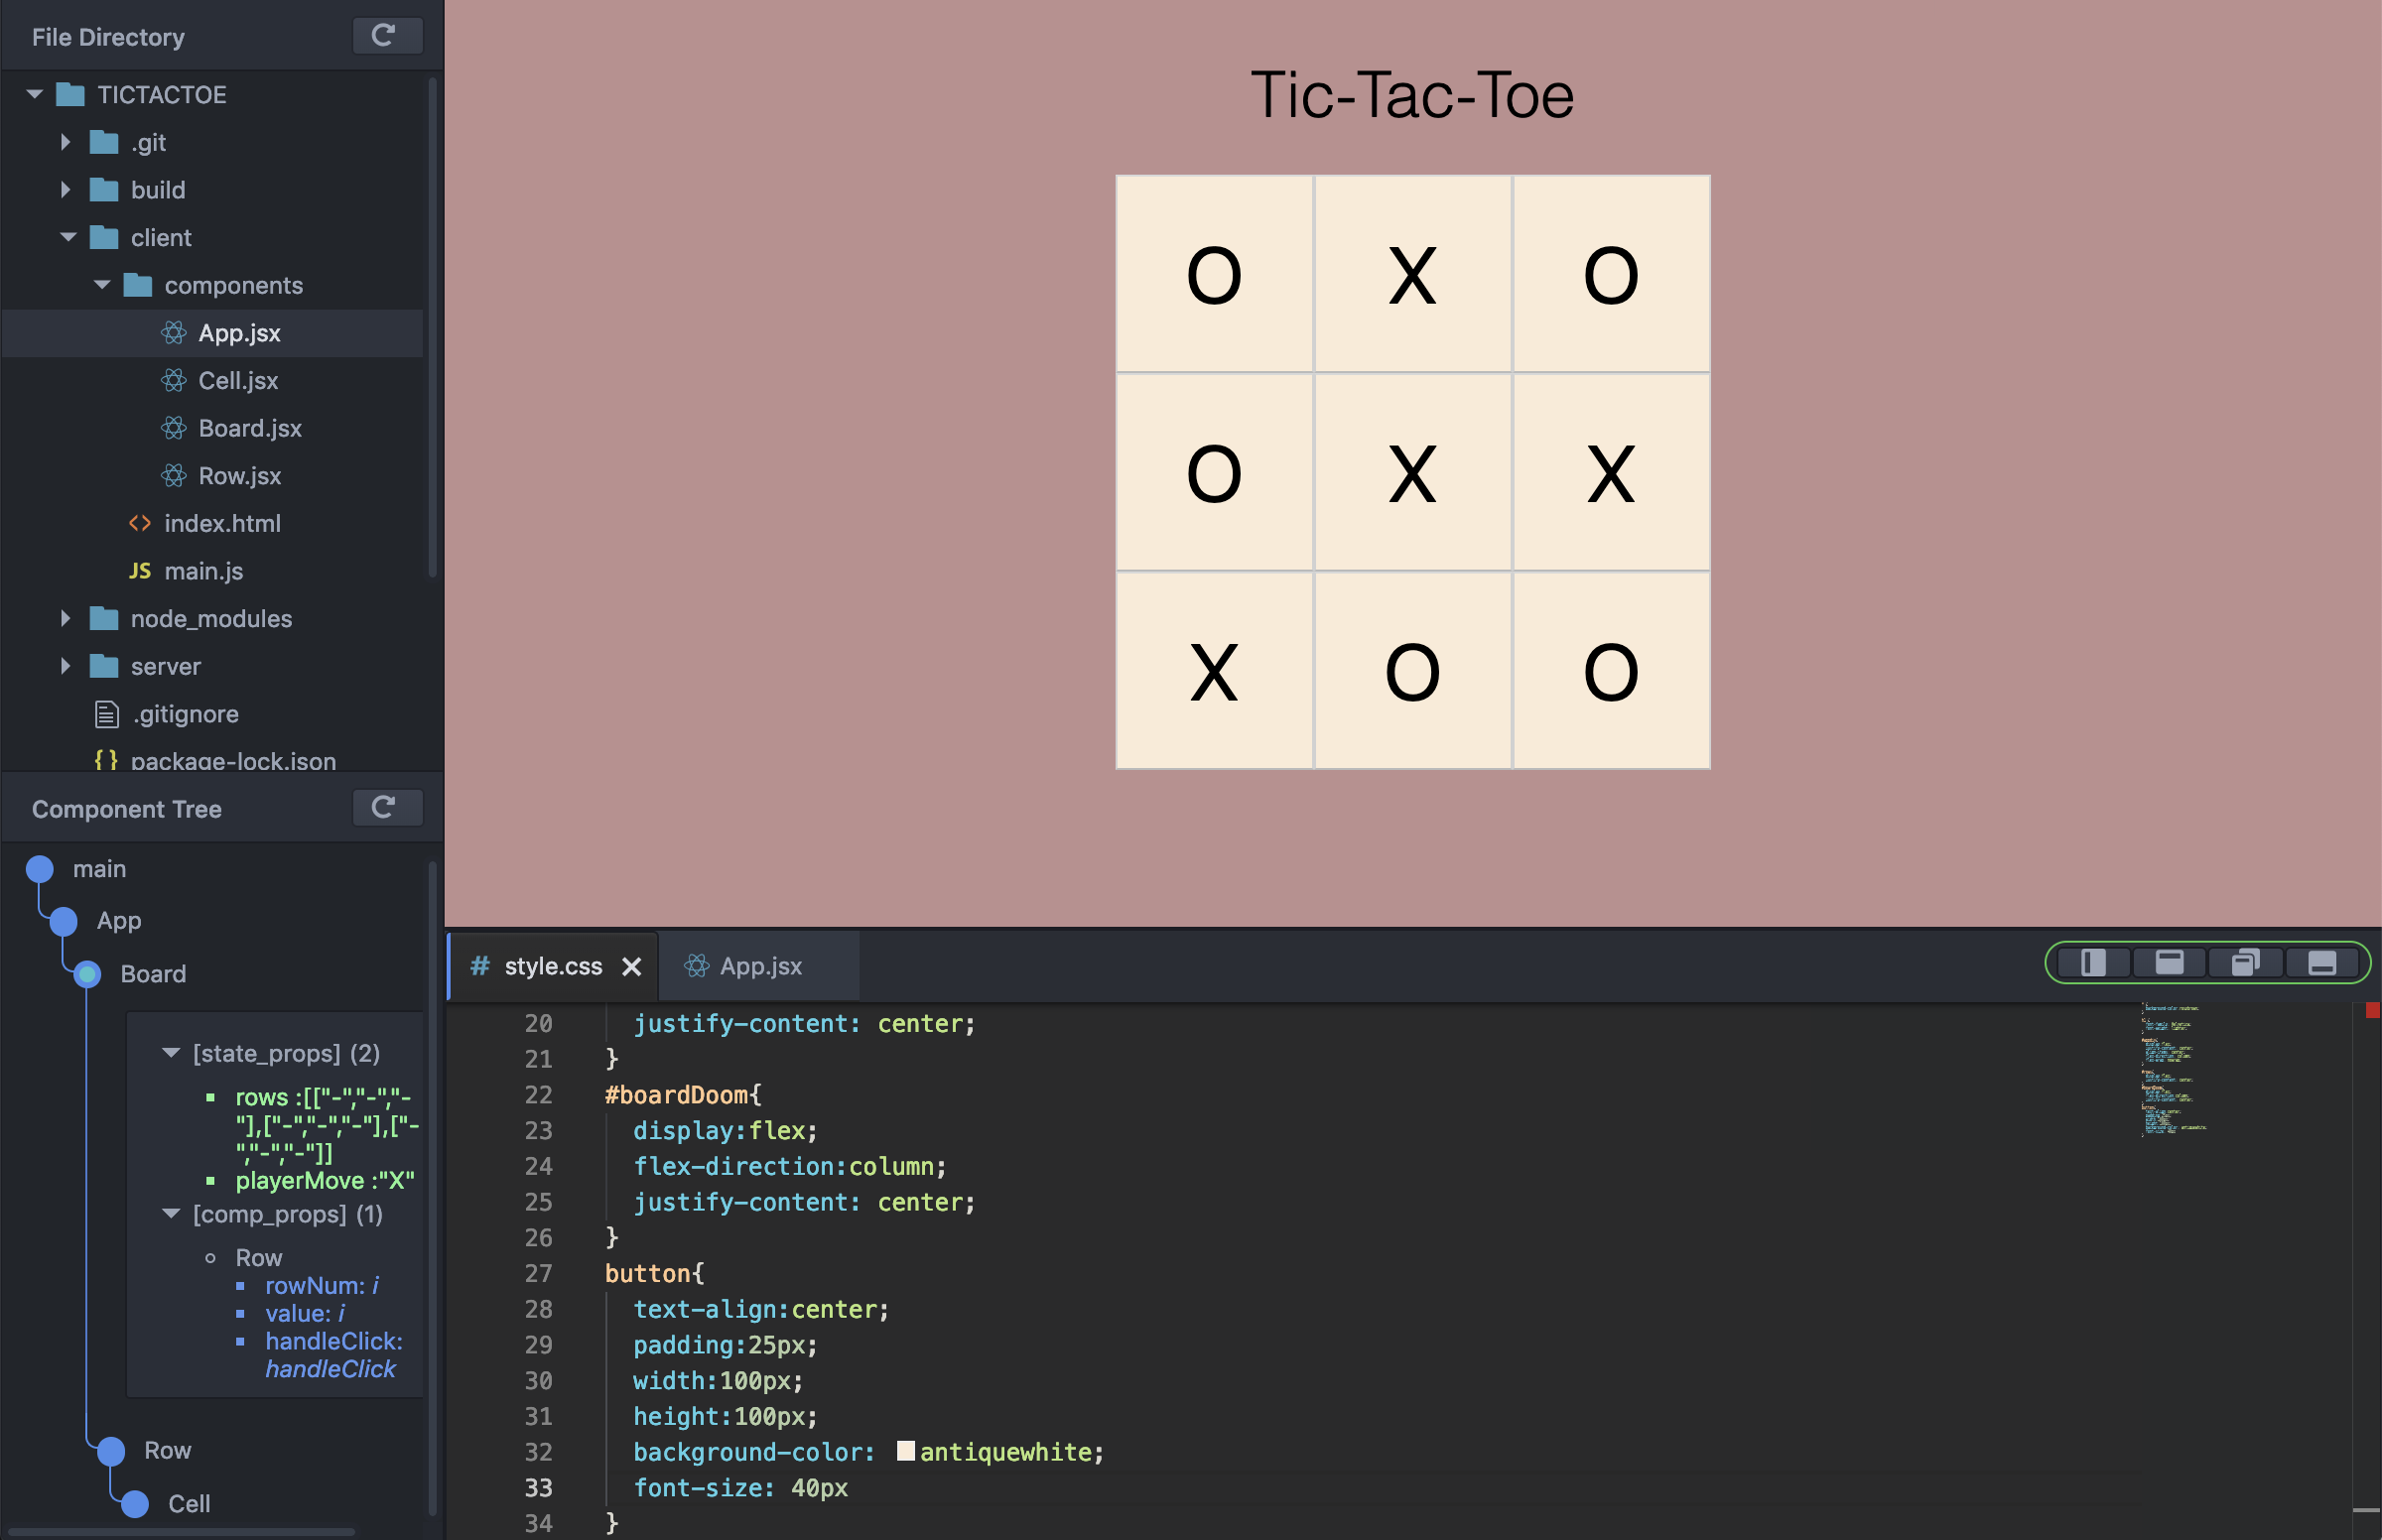 File Directory
TICTACTOE
.git
build
client
components
App.jsx
Cell.jsx
Board.jsx
Row.jsx
<> index.html
JS main.js
node_modules
server
.gitignore
{} package-lock.json
Component Tree
main
App
Board
[state_props] (2)
rows :[["-","-","-
"],["-","-","-"],["-
","-","-"]]
playerMove :"X"
[comp_props] (1)
Row
rowNum: i
value: i
handleClick:
handleClick
Row
Cell
Tic-Tac-Toe
O X O
O X X
X O O
# style.css
App.jsx
20 justify-content: center;
21 }
22 #boardDoom{
23 display:flex;
24 flex-direction:column;
25 justify-content: center;
26 }
27 button{
28 text-align:center;
29 padding:25px;
30 width:100px;
31 height:100px;
32 background-color: antiquewhite;
33 font-size: 40px
34 }